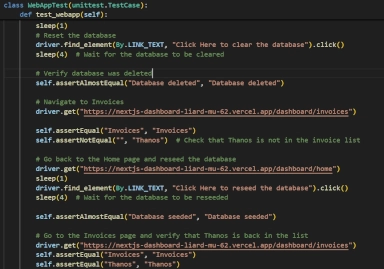 class WebAppTest(unittest.TestCase):
def test_webapp(self):
sleep(1)
# Reset the database
driver.find_element(By.LINK_TEXT, "Click Here to clear the database").click()
sleep(4)  # Wait for the database to be cleared
# Verify database was deleted
self.assertAlmostEqual("Database deleted", "Database deleted")
# Navigate to Invoices
driver.get("https://nextjs-dashboard-liard-mu-62.vercel.app/dashboard/invoices")
self.assertEqual("Invoices", "Invoices")
self.assertNotEqual("", "Thanos")  # Check that Thanos is not in the invoice list
# Go back to the Home page and reseed the database
driver.get("https://nextjs-dashboard-liard-mu-62.vercel.app/dashboard/home")
sleep(1)
driver.find_element(By.LINK_TEXT, "Click Here to reseed the database").click()
sleep(4)  # Wait for the database to be reseeded
self.assertAlmostEqual("Database seeded", "Database seeded")
# Go to the Invoices page and verify that Thanos is back in the list
driver.get("https://nextjs-dashboard-liard-mu-62.vercel.app/dashboard/invoices")
self.assertEqual("Invoices", "Invoices")
self.assertEqual("Thanos", "Thanos")